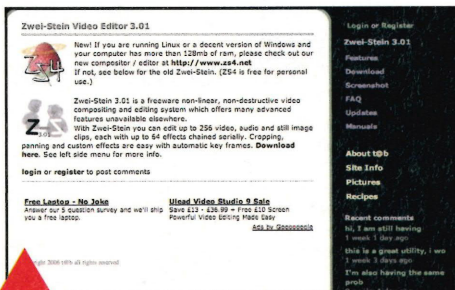 Zwei-Stein Video Editor 3.01
New! If you are running Linux or a decent version of Windows and
your computer has more than 128mb of ram, please check out our
new compositor / editor at http://www.zs4.net
If not, see below for the old Zwei-Stein. (ZS4 is free for personal
use.)
Zwei-Stein 3.01 is a freeware non-linear, non-destructive video
compositing and editing system which offers many advanced
features unavailable elsewhere.
With Zwei-Stein you can edit up to 256 video, audio and still image
clips, each with up to 64 effects chained serially. Cropping,
panning and custom effects are easy with automatic key frames. Download
here. See left side menu for more info.
login or register to post comments
Free Laptop - No Joke
Answer our 5 question survey and we'll ship
you a free laptop.
Ulead Video Studio 9 Sale
Save £13 - £36.99 + Free £10 Screen
Powerful Video Editing Made Easy
Ads by Goooooogle
2006 t@b all rights reserved
Login or Register
Zwei-Stein 3.01
Features
Download
Screenshot
FAQ
Updates
Manuals
About t@b
Site Info
Pictures
Recipes
Recent comments
hi, I am still having
1 week 1 day ago
this is a great utility, i wo
1 week 3 days ago
I'm also having the same
prob